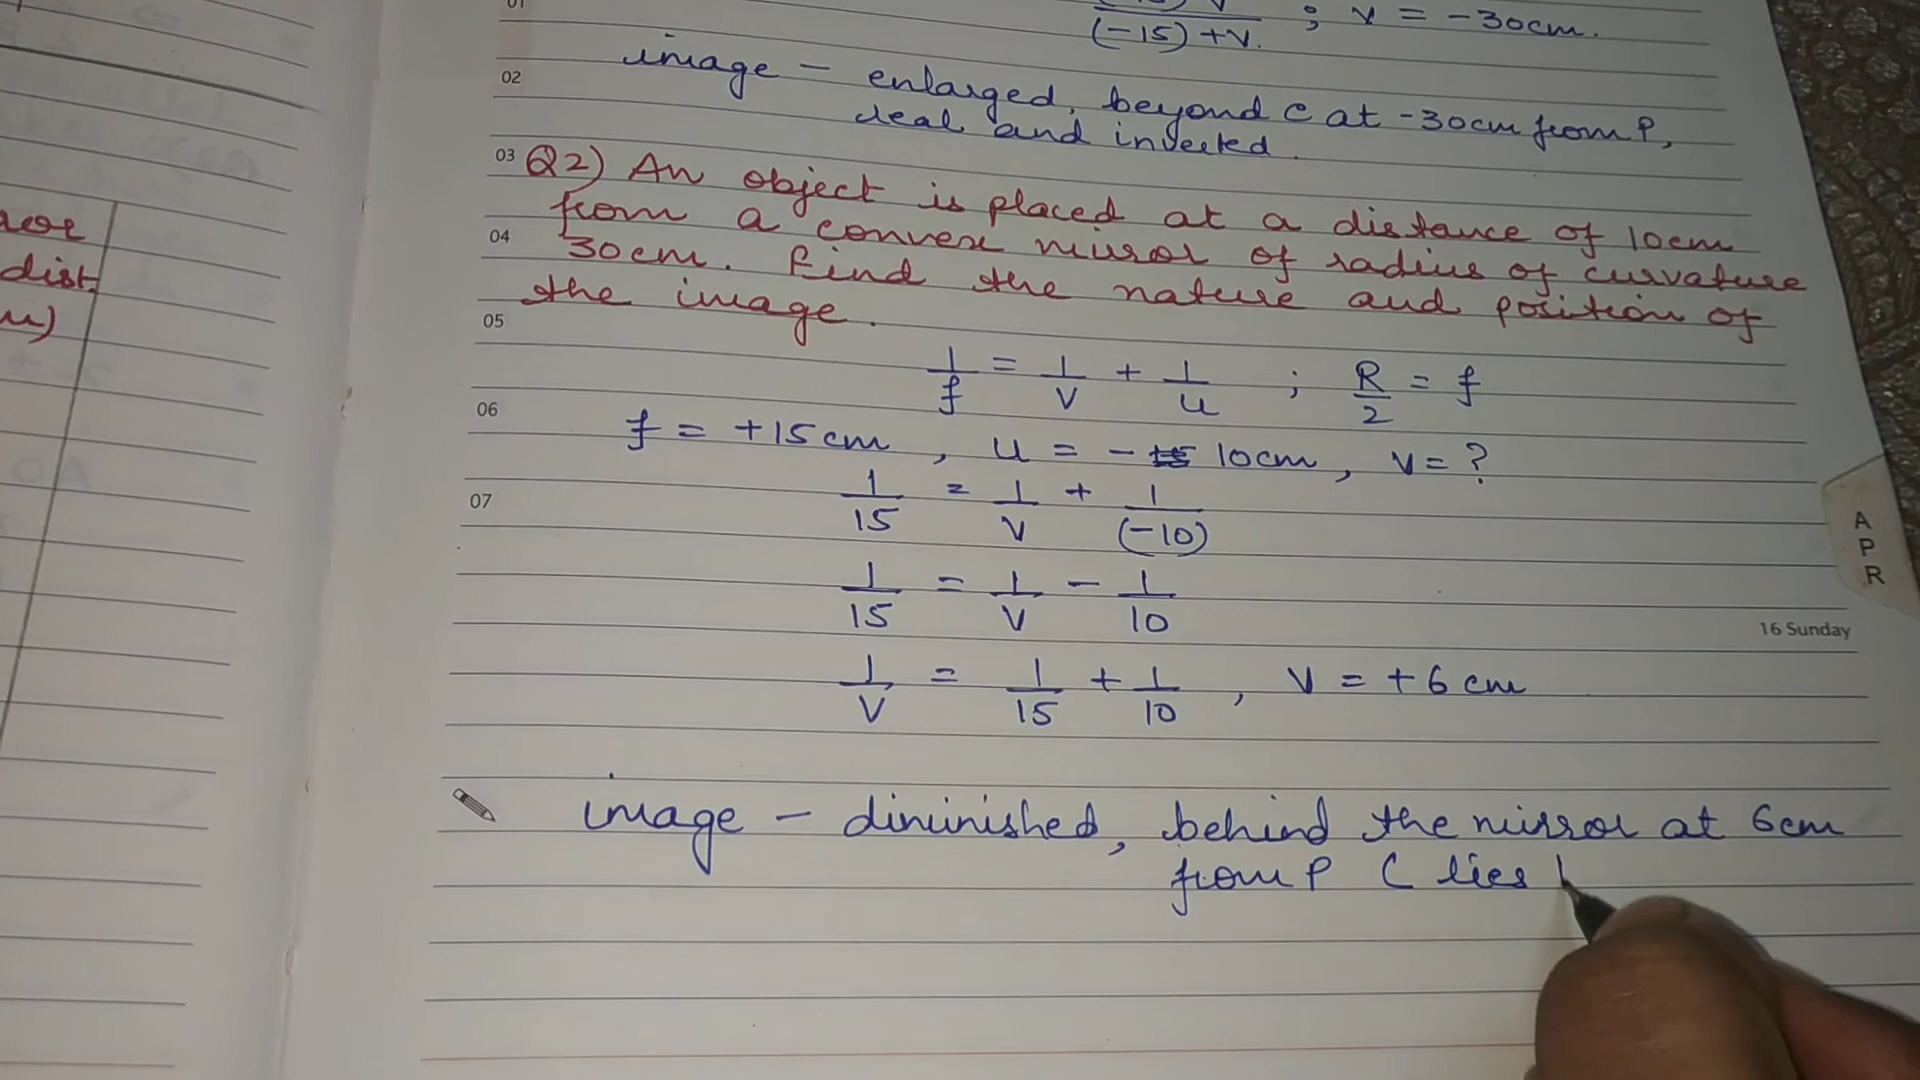 01
(-15) + V. ; v = -30cm.
02 image - enlarged, beyond C at -30cm from P,
real and inverted.
03 Q2) An object is placed at a distance of 10cm
from a convex mirror of radius of curvature
04 30cm. Find the nature and position of
the image.
05
1/f = 1/v + 1/u ; R/2 = f
06
f = +15cm, u = - 10cm, v = ?
07 1/15 = 1/v + 1/(-10)
1/15 = 1/v - 1/10
16 Sunday
1/v = 1/15 + 1/10, v = +6 cm
image - diminished, behind the mirror at 6cm
from P ( lies
dist.
APR